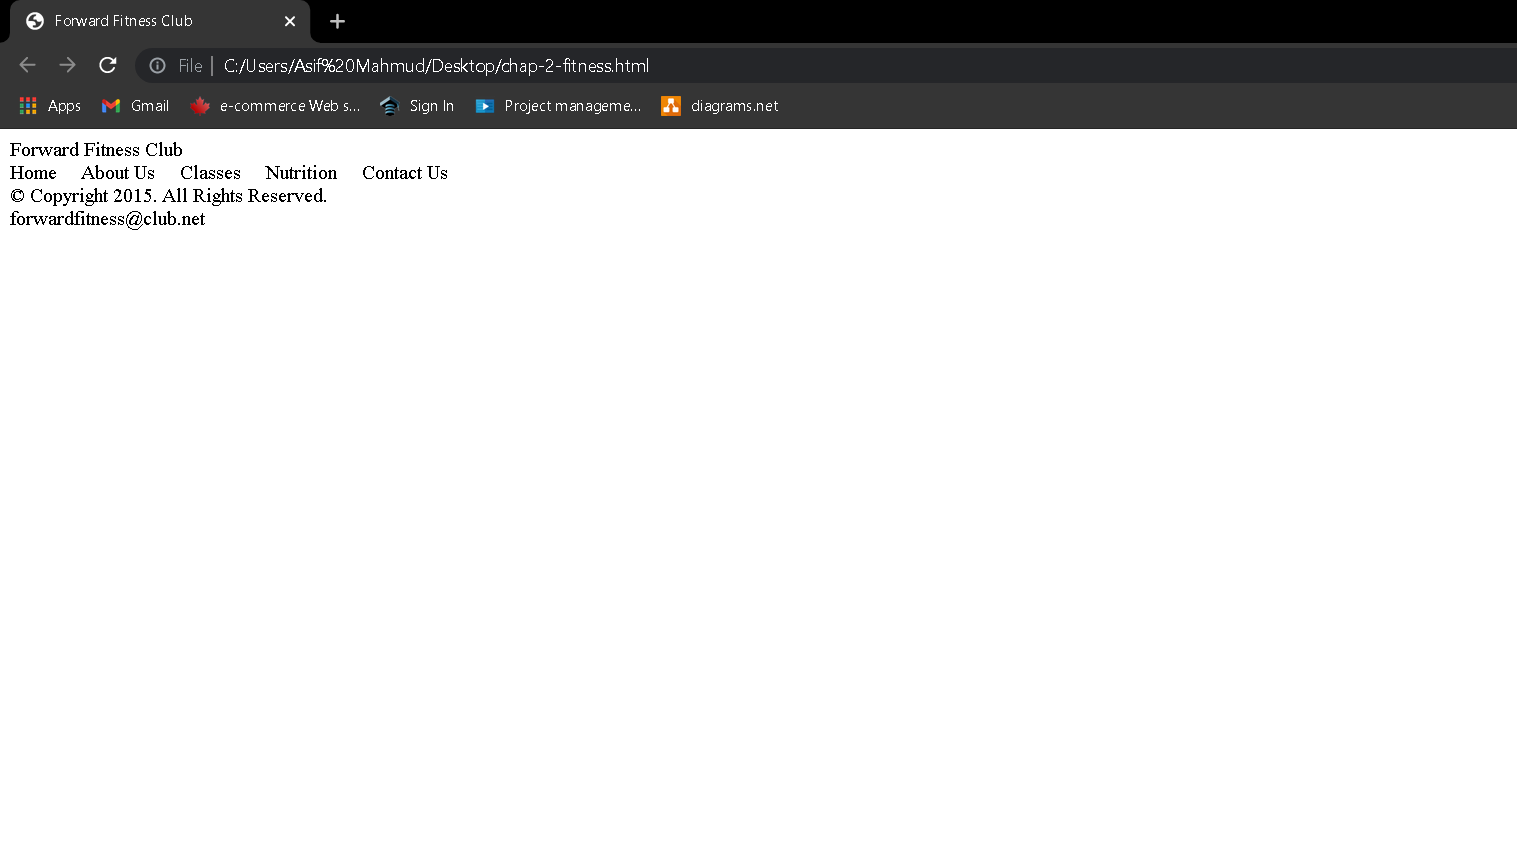 Forward Fitness Club
File | C:/Users/Asif%20Mahmud/Desktop/chap-2-fitness.html
Apps Gmail e-commerce Web s... Sign In Project manageme... diagrams.net
Forward Fitness Club
Home About Us Classes Nutrition Contact Us
© Copyright 2015. All Rights Reserved.
forwardfitness@club.net